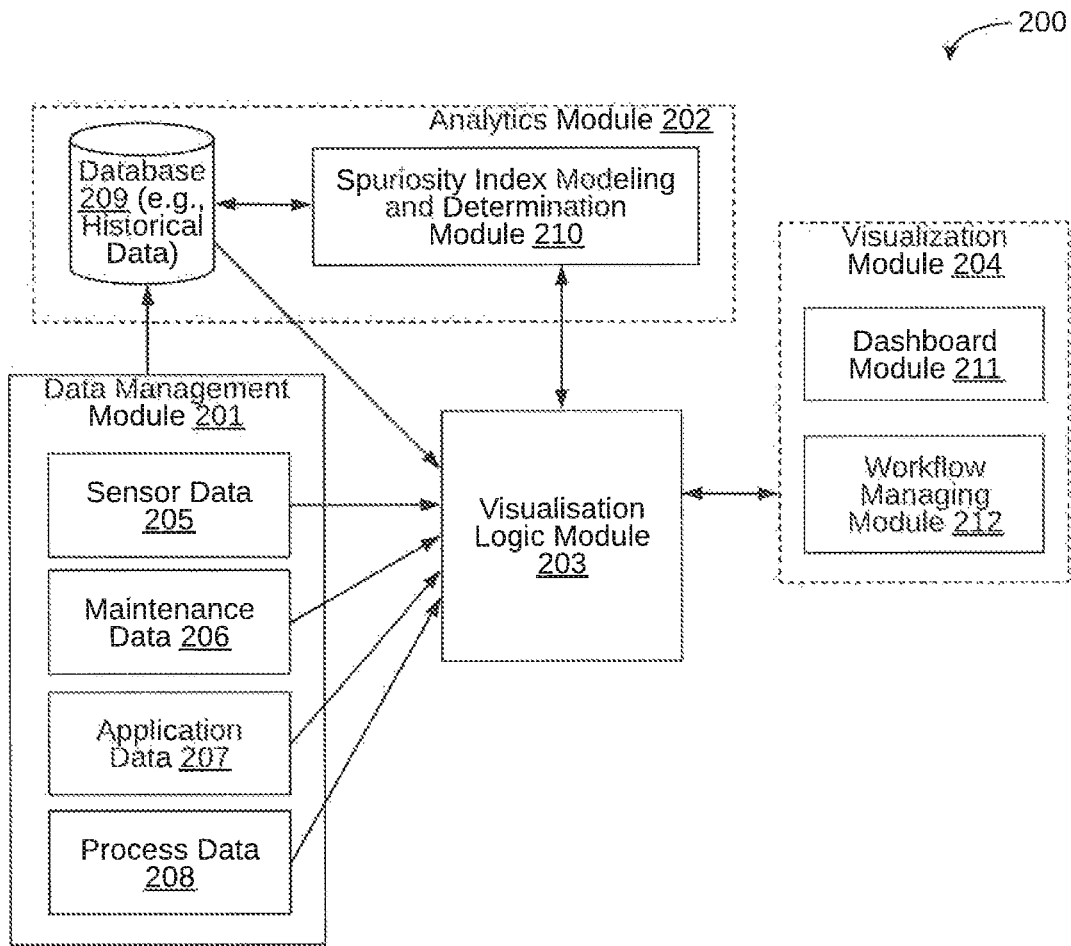 200
Analytics Module 202
Database
209 (e.g.,
Historical
Data)
Spuriosity Index Modeling
and Determination
Module 210
Visualization
Module 204
Dashboard
Module 211
Workflow
Managing
Module 212
Data Management
Module 201
Sensor Data
205
Maintenance
Data 206
Application
Data 207
Process Data
208
Visualisation
Logic Module
203